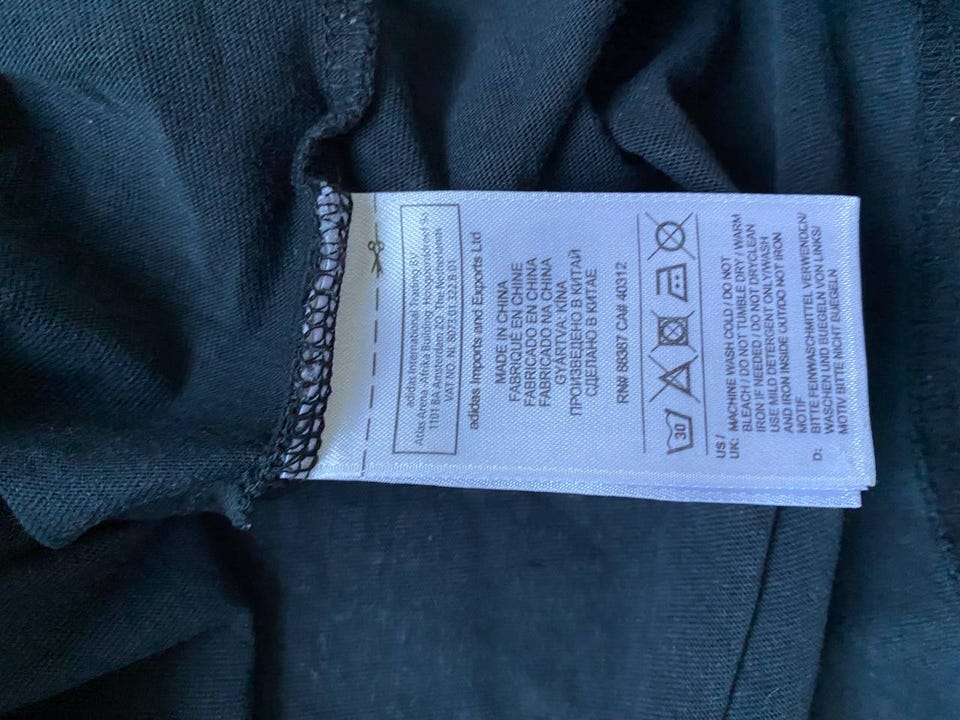 adidas International Trading BV
Atlas Arena -Afrika Building, Hoogoorddreef 9a
1101 BA Amsterdam ZO, The Netherlands
VAT NO. NL 8073.01.322.B.01
adidas Imports and Exports Ltd
MADE IN CHINA
FABRIQUÉ EN CHINE
FABRICADO EN CHINA
FABRICADO NA CHINA
GYÁRTVA: KÍNA
ПРОИЗВЕДЕНО В КИТАЙ
СДЕЛАНО В КИТАЕ
RN# 88387 CA# 40312
30
US /
UK: MACHINE WASH COLD / DO NOT
BLEACH / DO NOT TUMBLE DRY / WARM
IRON IF NEEDED / DO NOT DRYCLEAN
USE MILD DETERGENT ONLY/WASH
AND IRON INSIDE OUT/DO NOT IRON
MOTIF
D: BITTE FEINWASCHMITTEL VERWENDEN/
WASCHEN UND BUEGELN VON LINKS/
MOTIV BITTE NICHT BUEGELN